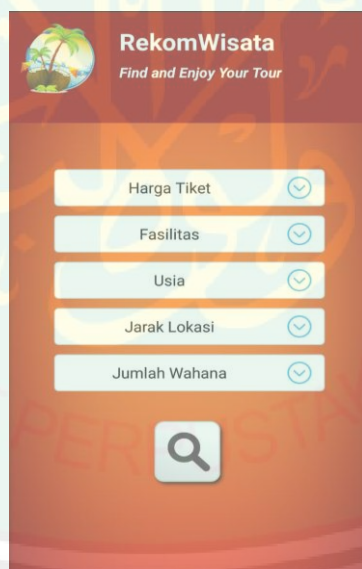 RekomWisata
Find and Enjoy Your Tour
Harga Tiket
Fasilitas
Usia
Jarak Lokasi
Jumlah Wahana